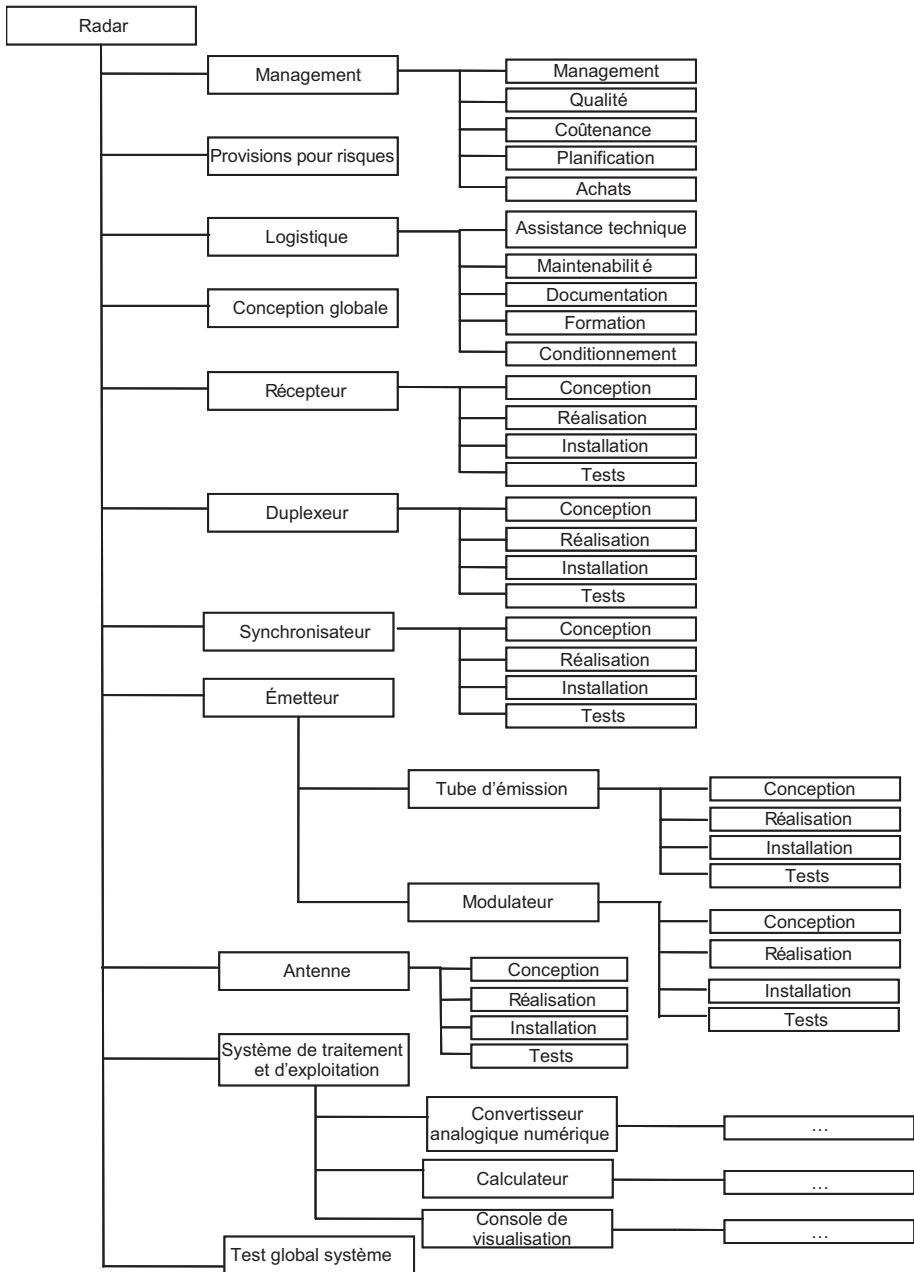 Radar
Management
Management
Qualité
Coûtenance
Planification
Achats
Provisions pour risques
Logistique
Assistance technique
Maintenabilit é
Documentation
Formation
Conditionnement
Conception globale
Récepteur
Conception
Réalisation
Installation
Tests
Duplexeur
Conception
Réalisation
Installation
Tests
Synchronisateur
Conception
Réalisation
Installation
Tests
Émetteur
Tube d’émission
Conception
Réalisation
Installation
Tests
Modulateur
Conception
Réalisation
Installation
Tests
Antenne
Conception
Réalisation
Installation
Tests
Système de traitement
et d'exploitation
Convertisseur
analogique numérique
...
Calculateur
...
Console de
visualisation
...
Test global système